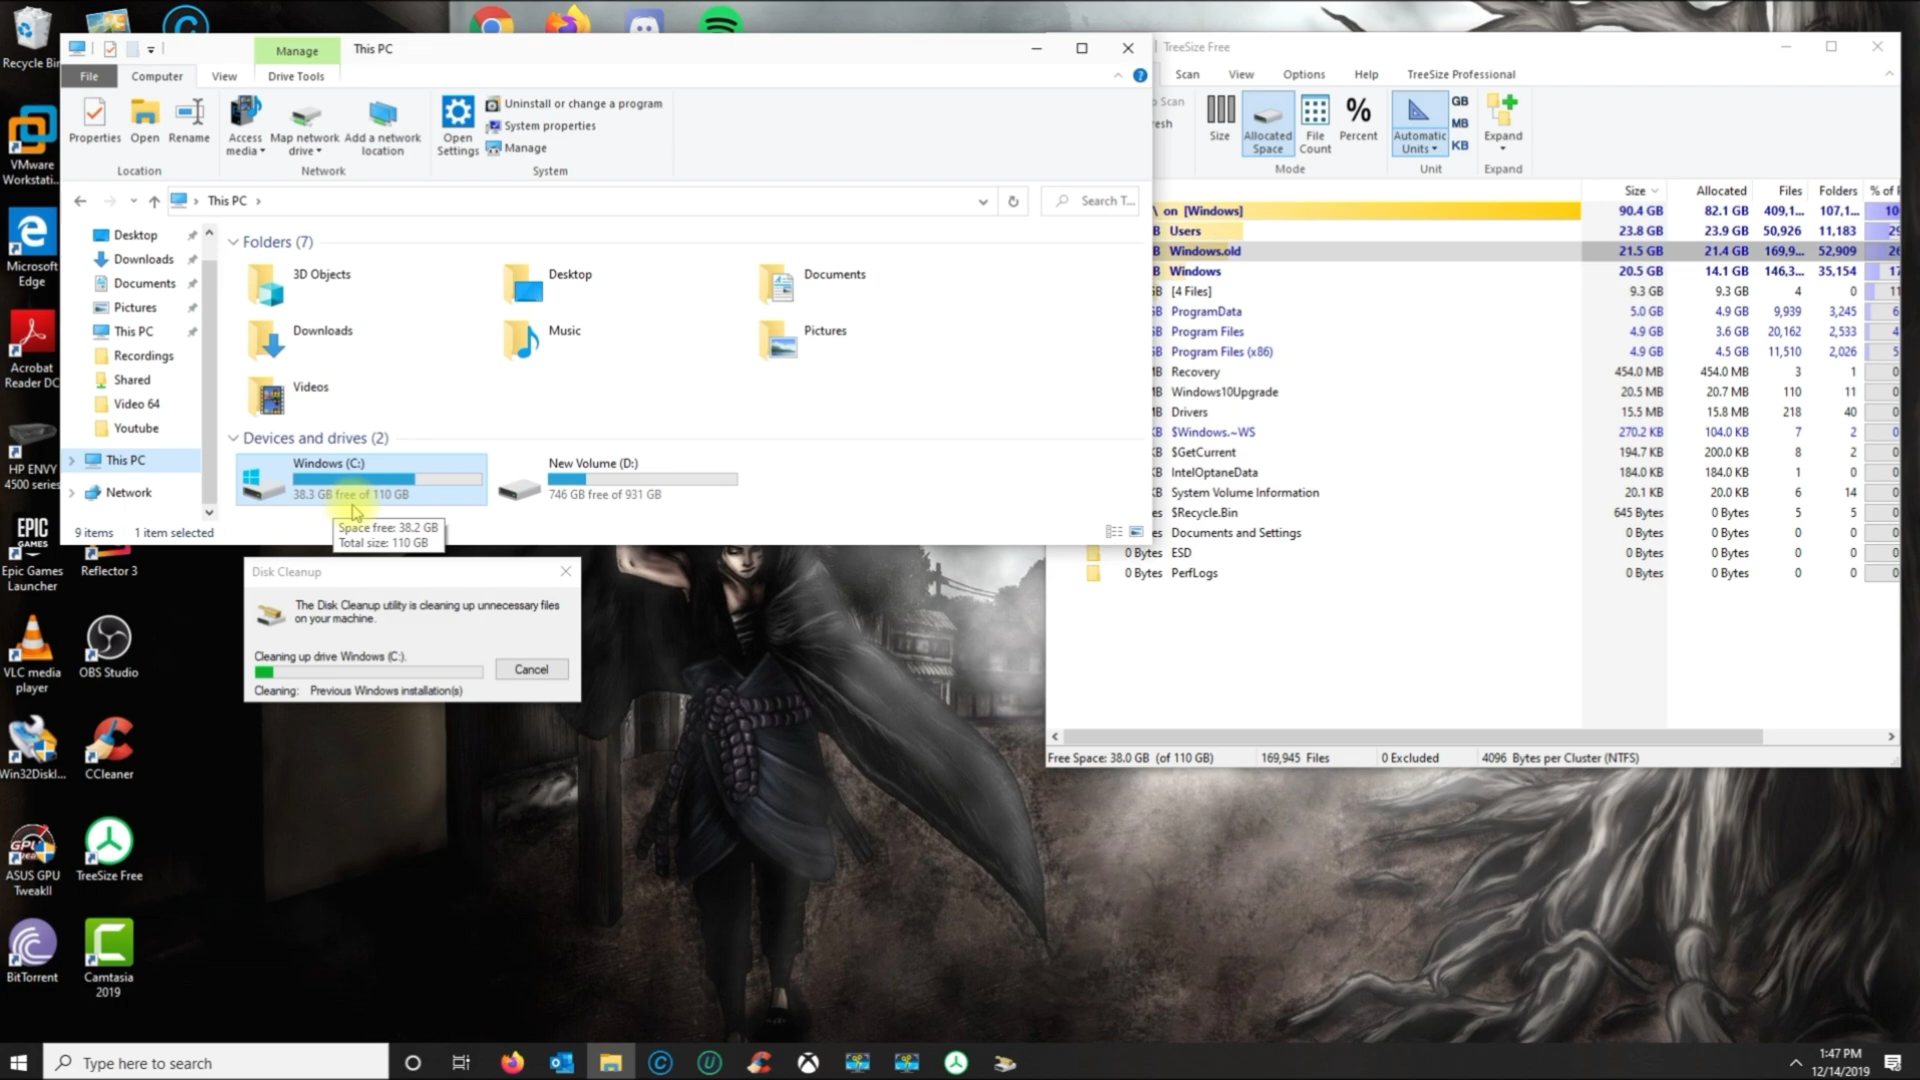 Recycle Bin
VMware
Workstati...
Microsoft
Edge
Acrobat
Reader DC
HP ENVY
4500 series
EPIC
GAMES
Epic Games
Launcher
Reflector 3
VLC media
player
OBS Studio
Win32DiskI...
CCleaner
ASUS GPU
TweakII
TreeSize Free
BitTorrent
Camtasia
2019
Manage
This PC
File
Computer
View
Drive Tools
Properties
Open
Rename
Location
Access
media
Map network
drive
Add a network
location
Network
Open
Settings
Uninstall or change a program
System properties
Manage
System
This PC
Search T...
Desktop
Downloads
Documents
Pictures
This PC
Recordings
Shared
Video 64
Youtube
This PC
Network
Folders (7)
3D Objects
Desktop
Documents
Downloads
Music
Pictures
Videos
Devices and drives (2)
Windows (C:)
38.3 GB free of 110 GB
New Volume (D:)
746 GB free of 931 GB
Space free: 38.2 GB
Total size: 110 GB
9 items 1 item selected
Disk Cleanup
The Disk Cleanup utility is cleaning up unnecessary files
on your machine.
Cleaning up drive Windows (C:).
Cancel
Cleaning: Previous Windows installation(s)
TreeSize Free
Scan View Options Help TreeSize Professional
Size
Allocated
Space
File
Count
%
Percent
Mode
Automatic
Units
GB
MB
KB
Unit
Expand
Expand
Size Allocated Files Folders
\ on [Windows] 90.4 GB 82.1 GB 409,1... 107,1...
Users 23.8 GB 23.9 GB 50,926 11,183
Windows.old 21.5 GB 21.4 GB 169,9... 52,909
Windows 20.5 GB 14.1 GB 146,3... 35,154
[4 Files] 9.3 GB 9.3 GB 4 0
ProgramData 5.0 GB 4.9 GB 9,939 3,245
Program Files 4.9 GB 3.6 GB 20,162 2,533
Program Files (x86) 4.9 GB 4.5 GB 11,510 2,026
Recovery 454.0 MB 454.0 MB 3 1
Windows10Upgrade 20.5 MB 20.7 MB 110 11
Drivers 15.5 MB 15.8 MB 218 40
$Windows.~WS 270.2 KB 104.0 KB 7 2
$GetCurrent 194.7 KB 200.0 KB 8 2
IntelOptaneData 184.0 KB 184.0 KB 1 0
System Volume Information 20.1 KB 20.0 KB 6 14
$Recycle.Bin 645 Bytes 0 Bytes 5 5
Documents and Settings 0 Bytes 0 Bytes 0 0
0 Bytes ESD 0 Bytes 0 Bytes 0 0
0 Bytes PerfLogs 0 Bytes 0 Bytes 0 0
Free Space: 38.0 GB (of 110 GB) 169,945 Files 0 Excluded 4096 Bytes per Cluster (NTFS)
Type here to search
1:47 PM
12/14/2019